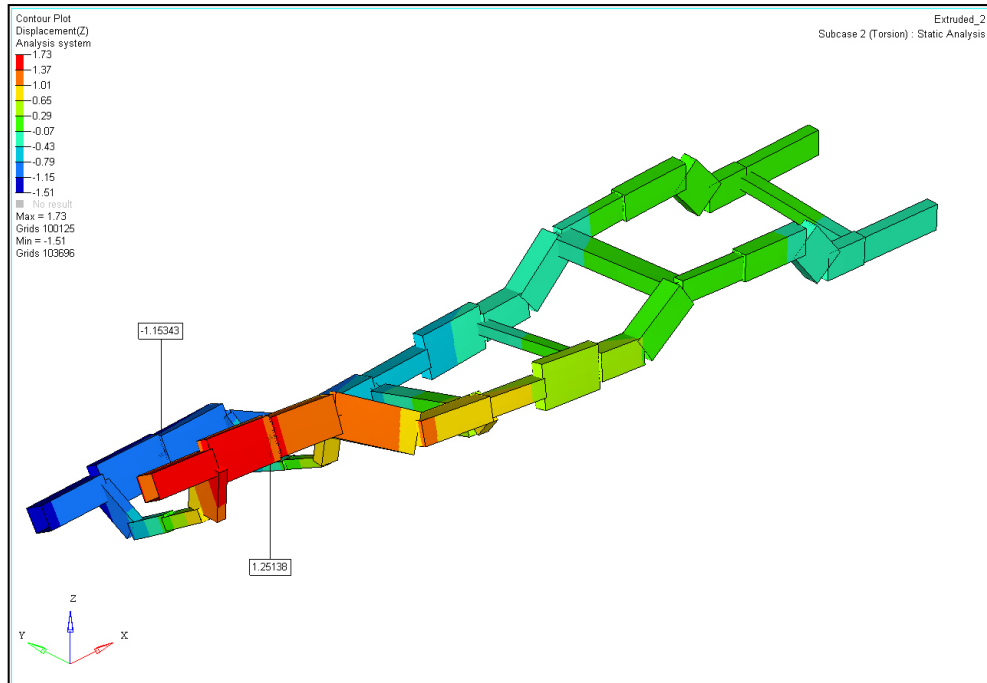 Contour Plot
Displacement(Z)
Analysis system
1.73
1.37
1.01
0.65
0.29
-0.07
-0.43
-0.79
-1.15
-1.51
No result
Max = 1.73
Grids 100125
Min = -1.51
Grids 103696
Extruded_2
Subcase 2 (Torsion) : Static Analysis
-1.15343
1.25138
Z
Y
X